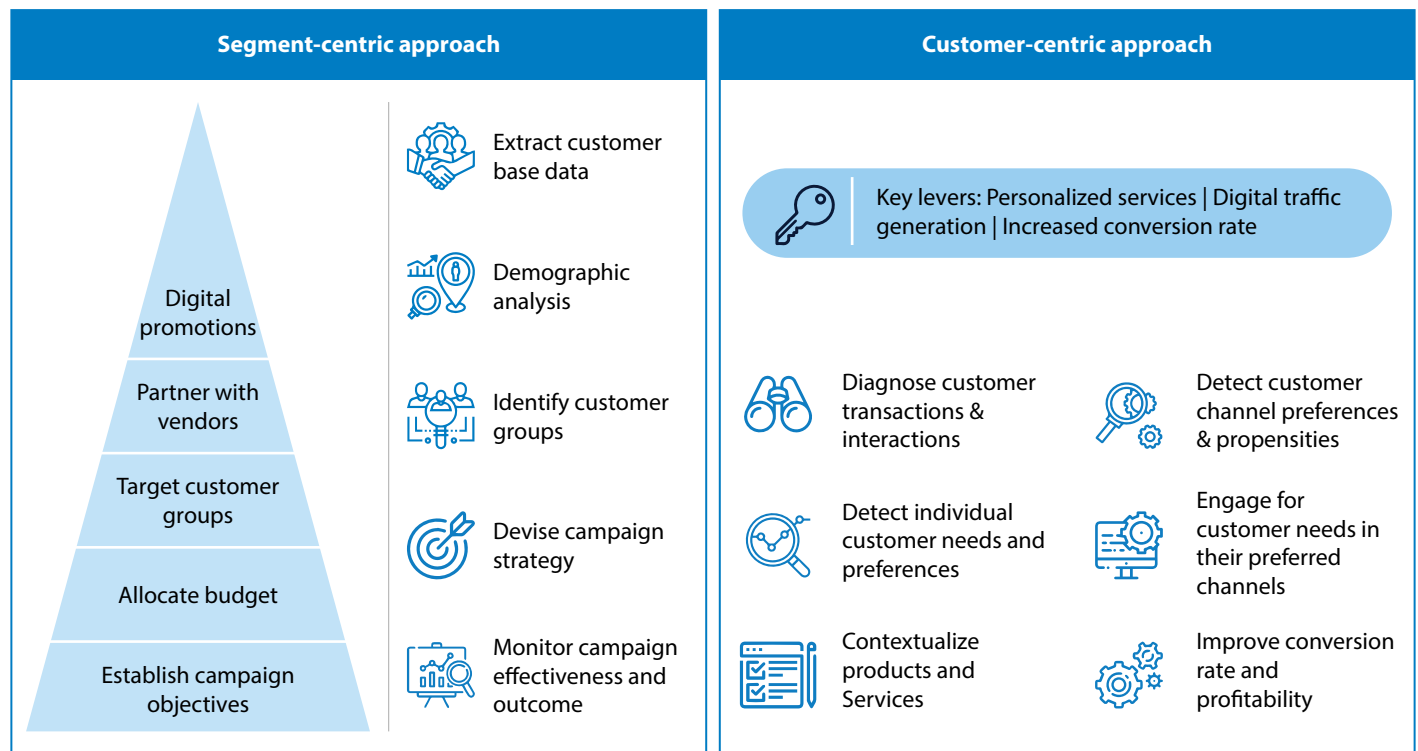 Segment-centric approach
Digital
promotions
Partner with
vendors
Target customer
groups
Allocate budget
Establish campaign
objectives
Extract customer
base data
Demographic
analysis
Identify customer
groups
Devise campaign
strategy
Monitor campaign
effectiveness and
outcome
Customer-centric approach
Key levers: Personalized services | Digital traffic
generation | Increased conversion rate
Diagnose customer
transactions &
interactions
Detect individual
customer needs and
preferences
Contextualize
products and
Services
Detect customer
channel preferences
& propensities
Engage for
customer needs in
their preferred
channels
Improve conversion
rate and
profitability